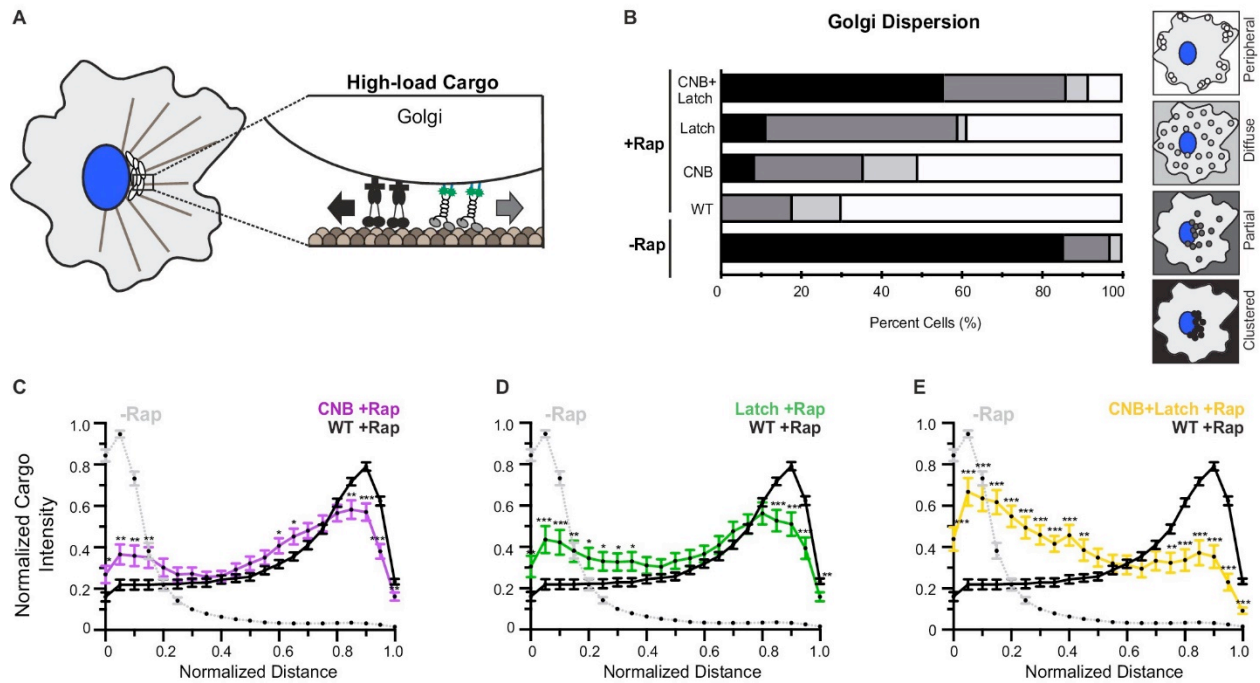 A
High-load Cargo
Golgi
B
Golgi Dispersion
+Rap
-Rap
CNB+
Latch
Latch
CNB
WT
0 20 40 60 80 100
Percent Cells (%)
Peripheral
Diffuse
Partial
Clustered
C
-Rap
CNB +Rap
WT +Rap
Normalized Cargo
Intensity
1.0
0.8
0.6
0.4
0.2
0
* ** ** ** * * ** *** ***
0 0.2 0.4 0.6 0.8 1.0
Normalized Distance
D
-Rap
Latch +Rap
WT +Rap
1.0
0.8
0.6
0.4
0.2
0
*** *** ** * * * * *** *** *** **
0 0.2 0.4 0.6 0.8 1.0
Normalized Distance
E
-Rap
CNB+Latch +Rap
WT +Rap
1.0
0.8
0.6
0.4
0.2
0
*** *** *** *** *** *** *** *** *** ** ** *** *** *** *** ***
0 0.2 0.4 0.6 0.8 1.0
Normalized Distance